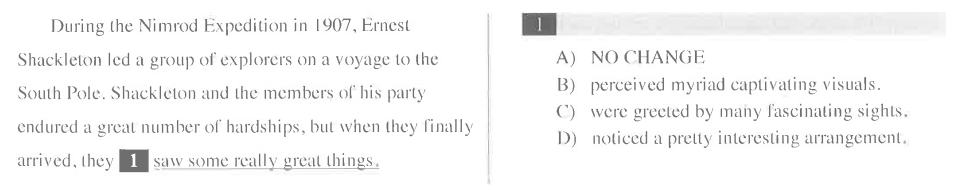 During the Nimrod Expedition in 1907, Ernest
Shackleton led a group of explorers on a voyage to the
South Pole. Shackleton and the members of his party
endured a great number of hardships, but when they finally
arrived, they 1 saw some really great things.
1
A) NO CHANGE
B) perceived myriad captivating visuals.
C) were greeted by many fascinating sights.
D) noticed a pretty interesting arrangement.